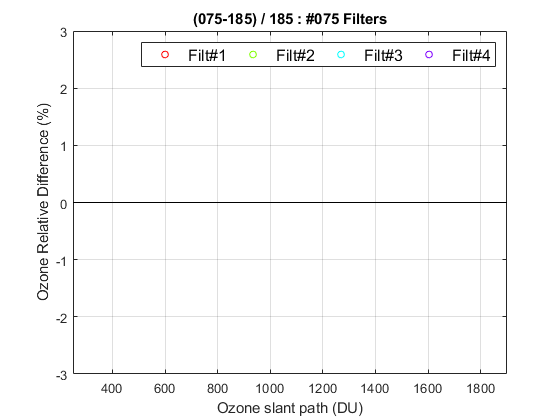 (075-185) / 185 : #075 Filters
Filt#1 Filt#2 Filt#3 Filt#4
3
2
1
0
-1
-2
-3
Ozone Relative Difference (%)
400 600 800 1000 1200 1400 1600 1800
Ozone slant path (DU)